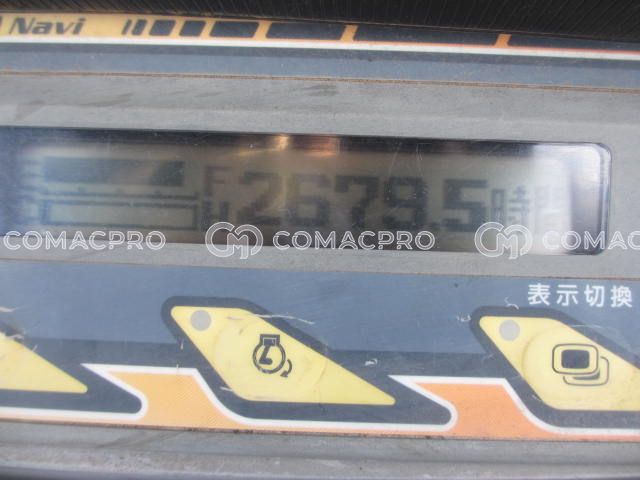 Navi
F 2679.5時間
COMACPRO COMACPRO COMACPRO
表示切換